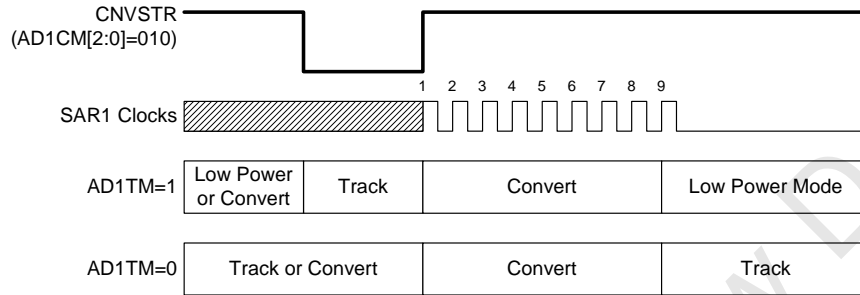 CNVSTR
(AD1CM[2:0]=010)
1 2 3 4 5 6 7 8 9
SAR1 Clocks
AD1TM=1
Low Power
or Convert
Track
Convert
Low Power Mode
AD1TM=0
Track or Convert
Convert
Track
w D